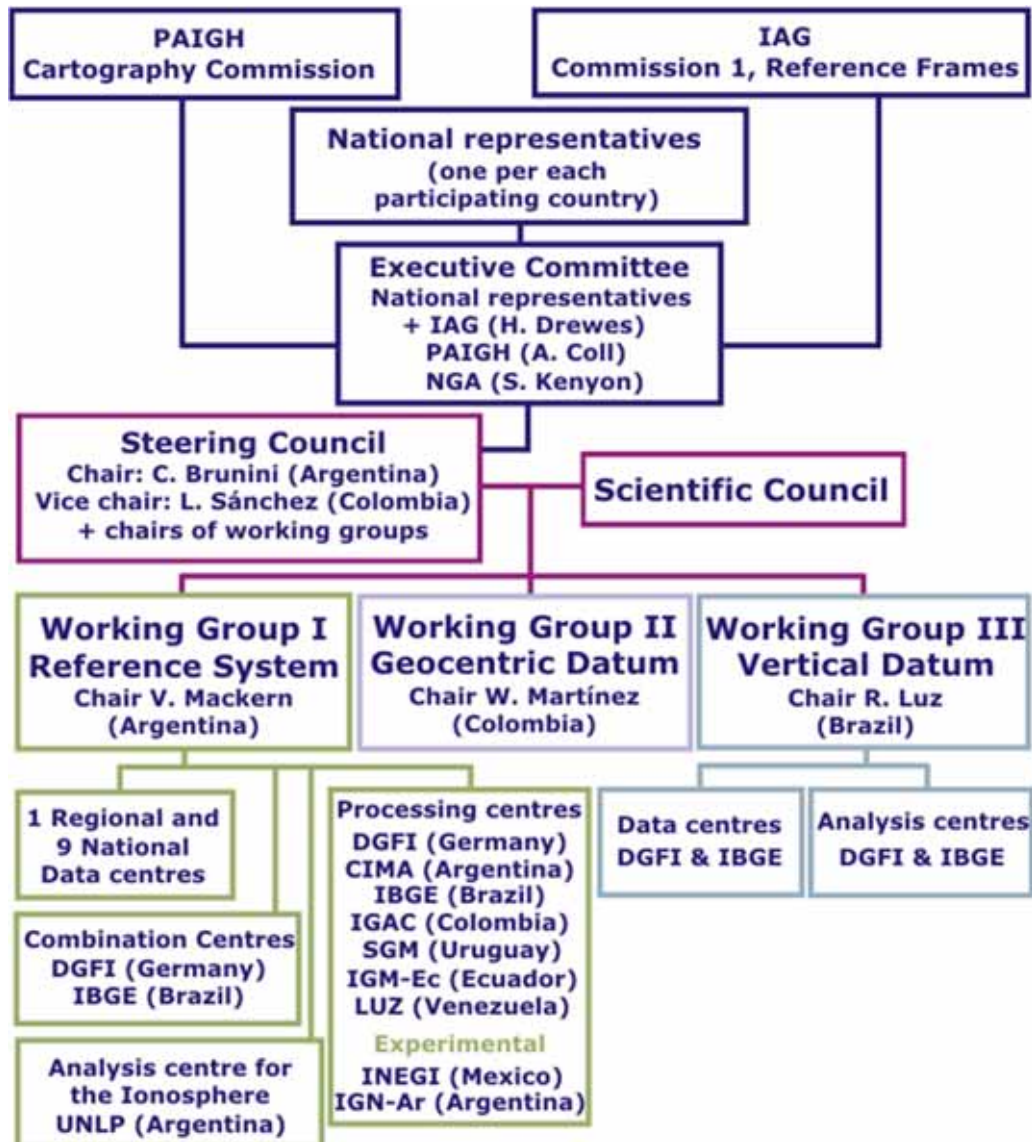 PAIGH
Cartography Commission
IAG
Commission 1, Reference Frames
National representatives
(one per each
participating country)
Executive Committee
National representatives
+ IAG (H. Drewes)
PAIGH (A. Coll)
NGA (S. Kenyon)
Steering Council
Chair: C. Brunini (Argentina)
Vice chair: L. Sánchez (Colombia)
+ chairs of working groups
Scientific Council
Working Group I
Reference System
Chair V. Mackern
(Argentina)
Working Group II
Geocentric Datum
Chair W. Martínez
(Colombia)
Working Group III
Vertical Datum
Chair R. Luz
(Brazil)
1 Regional and
9 National
Data centres
Combination Centres
DGFI (Germany)
IBGE (Brazil)
Analysis centre for
the Ionosphere
UNLP (Argentina)
Processing centres
DGFI (Germany)
CIMA (Argentina)
IBGE (Brazil)
IGAC (Colombia)
SGM (Uruguay)
IGM-Ec (Ecuador)
LUZ (Venezuela)
Experimental
INEGI (Mexico)
IGN-Ar (Argentina)
Data centres
DGFI & IBGE
Analysis centres
DGFI & IBGE